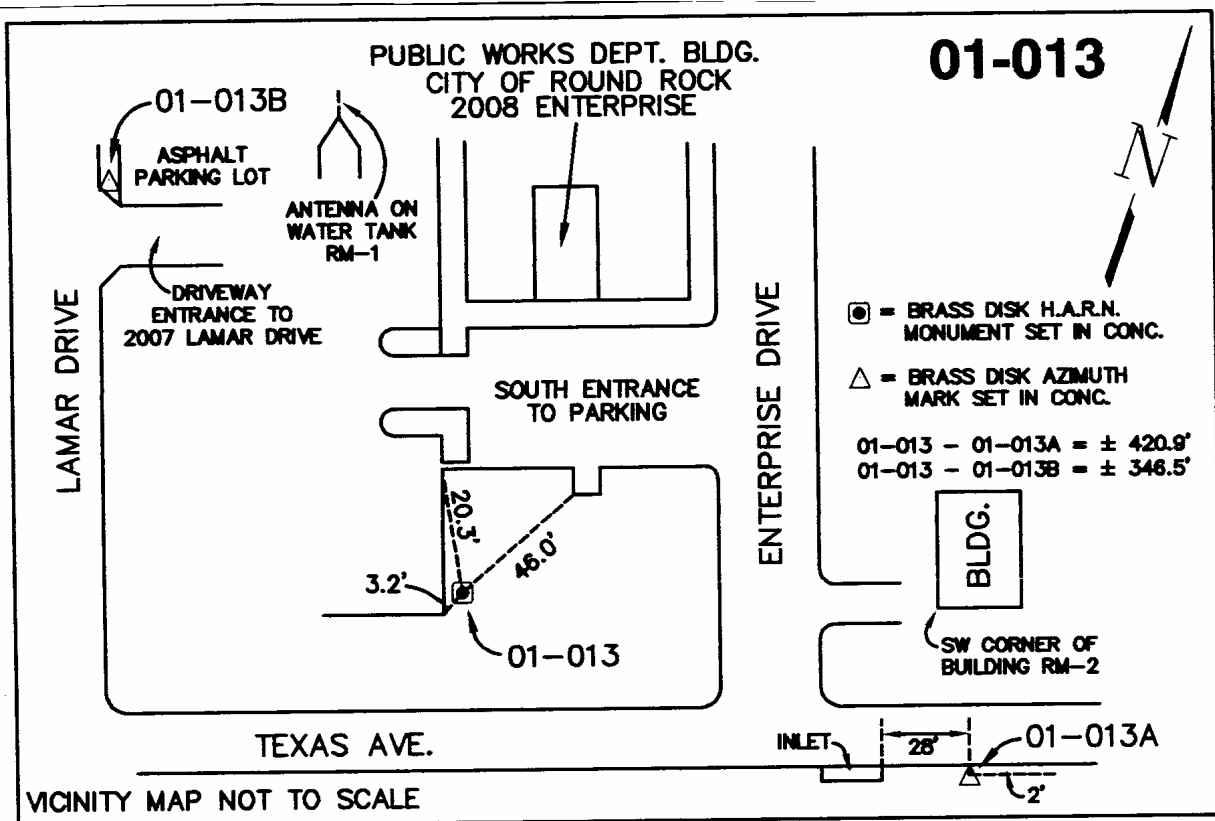 PUBLIC WORKS DEPT. BLDG.
CITY OF ROUND ROCK
2008 ENTERPRISE
01-013
01-013B
ASPHALT
PARKING LOT
ANTENNA ON
WATER TANK
RM-1
N
DRIVEWAY
ENTRANCE TO
2007 LAMAR DRIVE
LAMAR DRIVE
SOUTH ENTRANCE
TO PARKING
ENTERPRISE DRIVE
= BRASS DISK H.A.R.N.
MONUMENT SET IN CONC.
= BRASS DISK AZIMUTH
MARK SET IN CONC.
01-013 - 01-013A = ± 420.9'
01-013 - 01-013B = ± 346.5'
20.3'
46.0'
3.2'
01-013
BLDG.
SW CORNER OF
BUILDING RM-2
TEXAS AVE.
INLET
28'
01-013A
2'
VICINITY MAP NOT TO SCALE